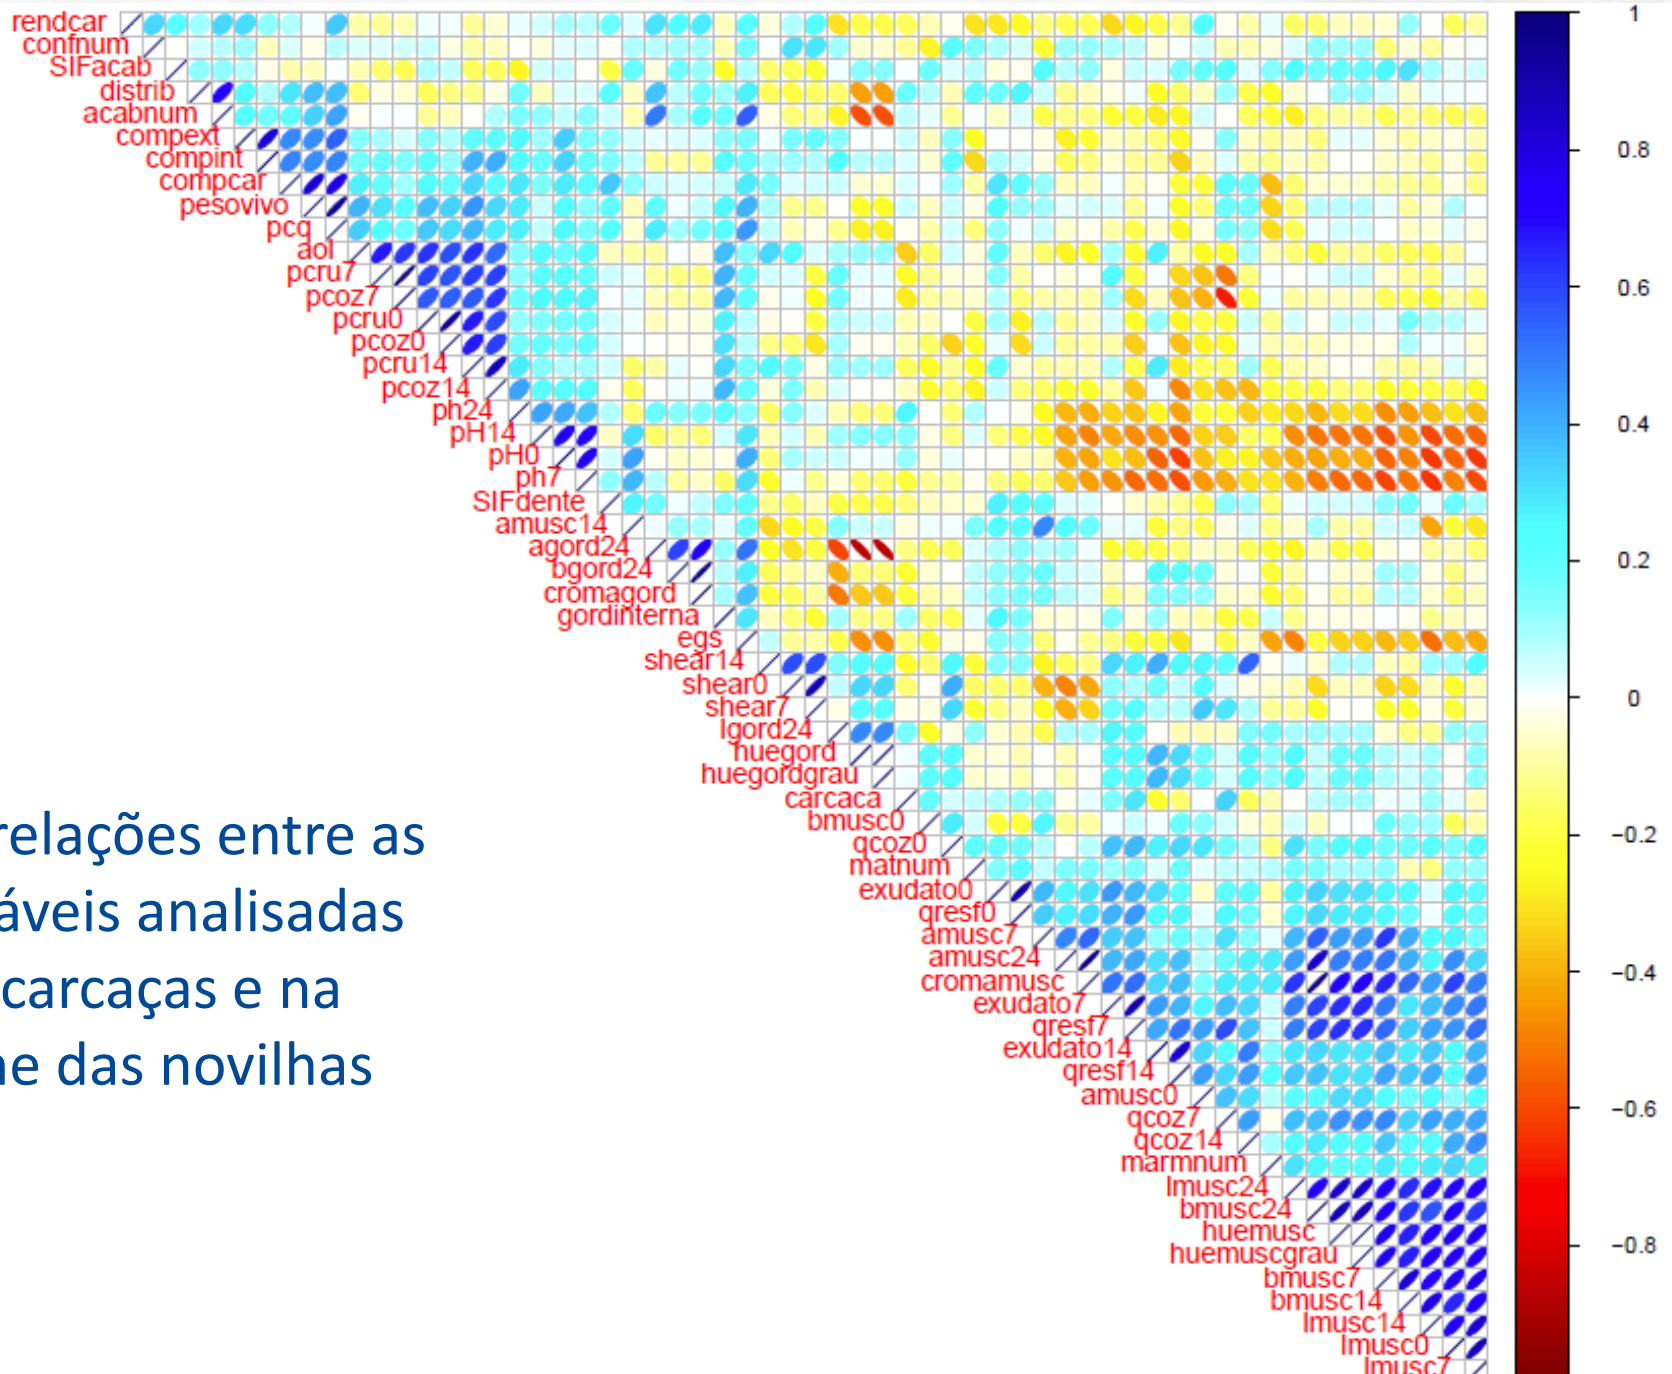 rendcar
confnum
SIFacab
distrib
acabnum
compext
compint
compcar
pesovivo
pcq
aol
pcru7
pcoz7
pcru0
pcoz0
pcru14
pcoz14
ph24
pH14
pH0
ph7
SIFdente
amusc14
agord24
bgord24
cromagord
gordinterna
egs
shear14
shear0
shear7
lgord24
huegord
huegordgrau
carcaca
bmusc0
qcoz0
matnum
exudato0
qresf0
amusc7
amusc24
cromamusc
exudato7
qresf7
exudato14
qresf14
amusc0
qcoz7
qcoz14
marmnum
lmusc24
bmusc24
huemusc
huemuscgrau
bmusc7
bmusc14
lmusc14
lmusc0
lmusc7
relações entre as
áveis analisadas
carcaças e na
ne das novilhas
1
0.8
0.6
0.4
0.2
0
−0.2
−0.4
−0.6
−0.8